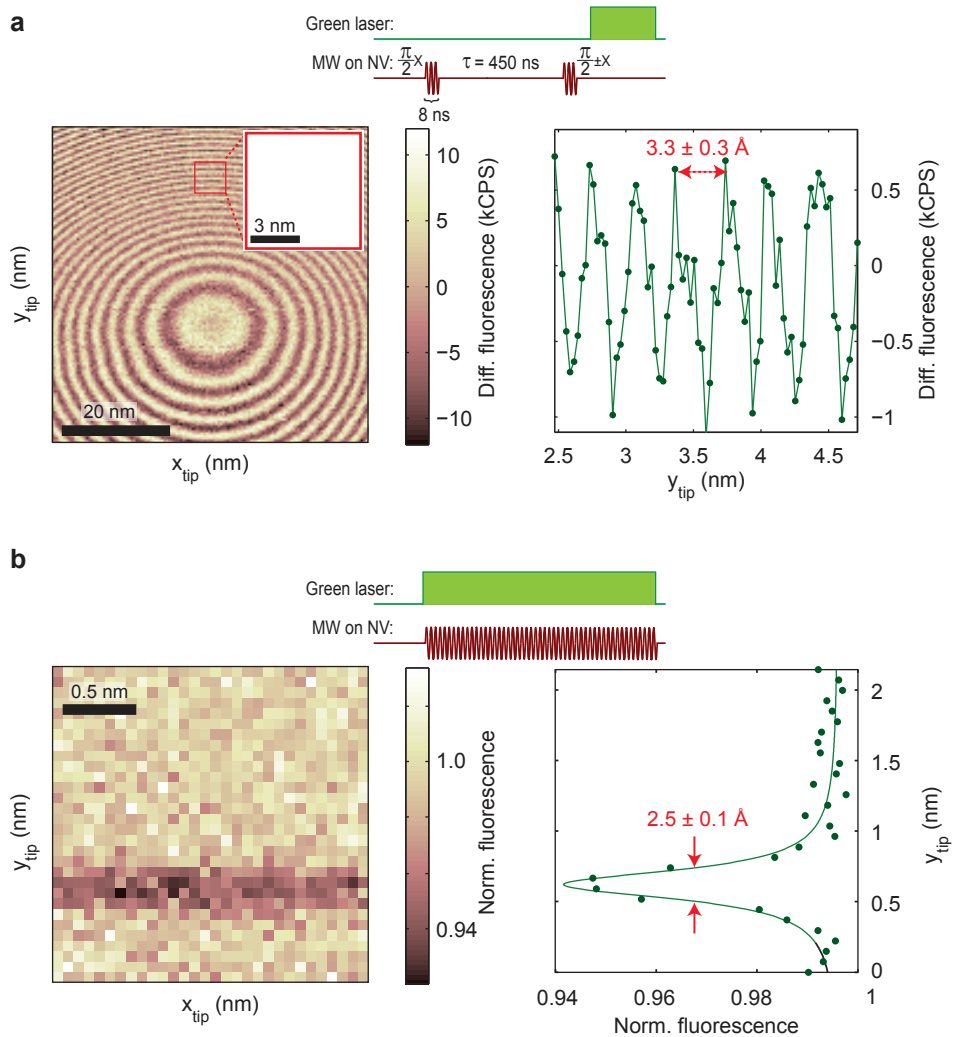 a
Green laser:
MW on NV: π/2 X τ = 450 ns π/2 ±X
8 ns
3 nm
20 nm
y_tip (nm)
x_tip (nm)
10
5
0
−5
−10
Diff. fluorescence (kCPS)
3.3 ± 0.3 Å
0.5
0
−0.5
−1
Diff. fluorescence (kCPS)
2.5 3 3.5 4 4.5
y_tip (nm)
b
Green laser:
MW on NV:
0.5 nm
y_tip (nm)
x_tip (nm)
1.0
0.94
Norm. fluorescence
2.5 ± 0.1 Å
2
1.5
1
0.5
0
y_tip (nm)
0.94 0.96 0.98 1
Norm. fluorescence